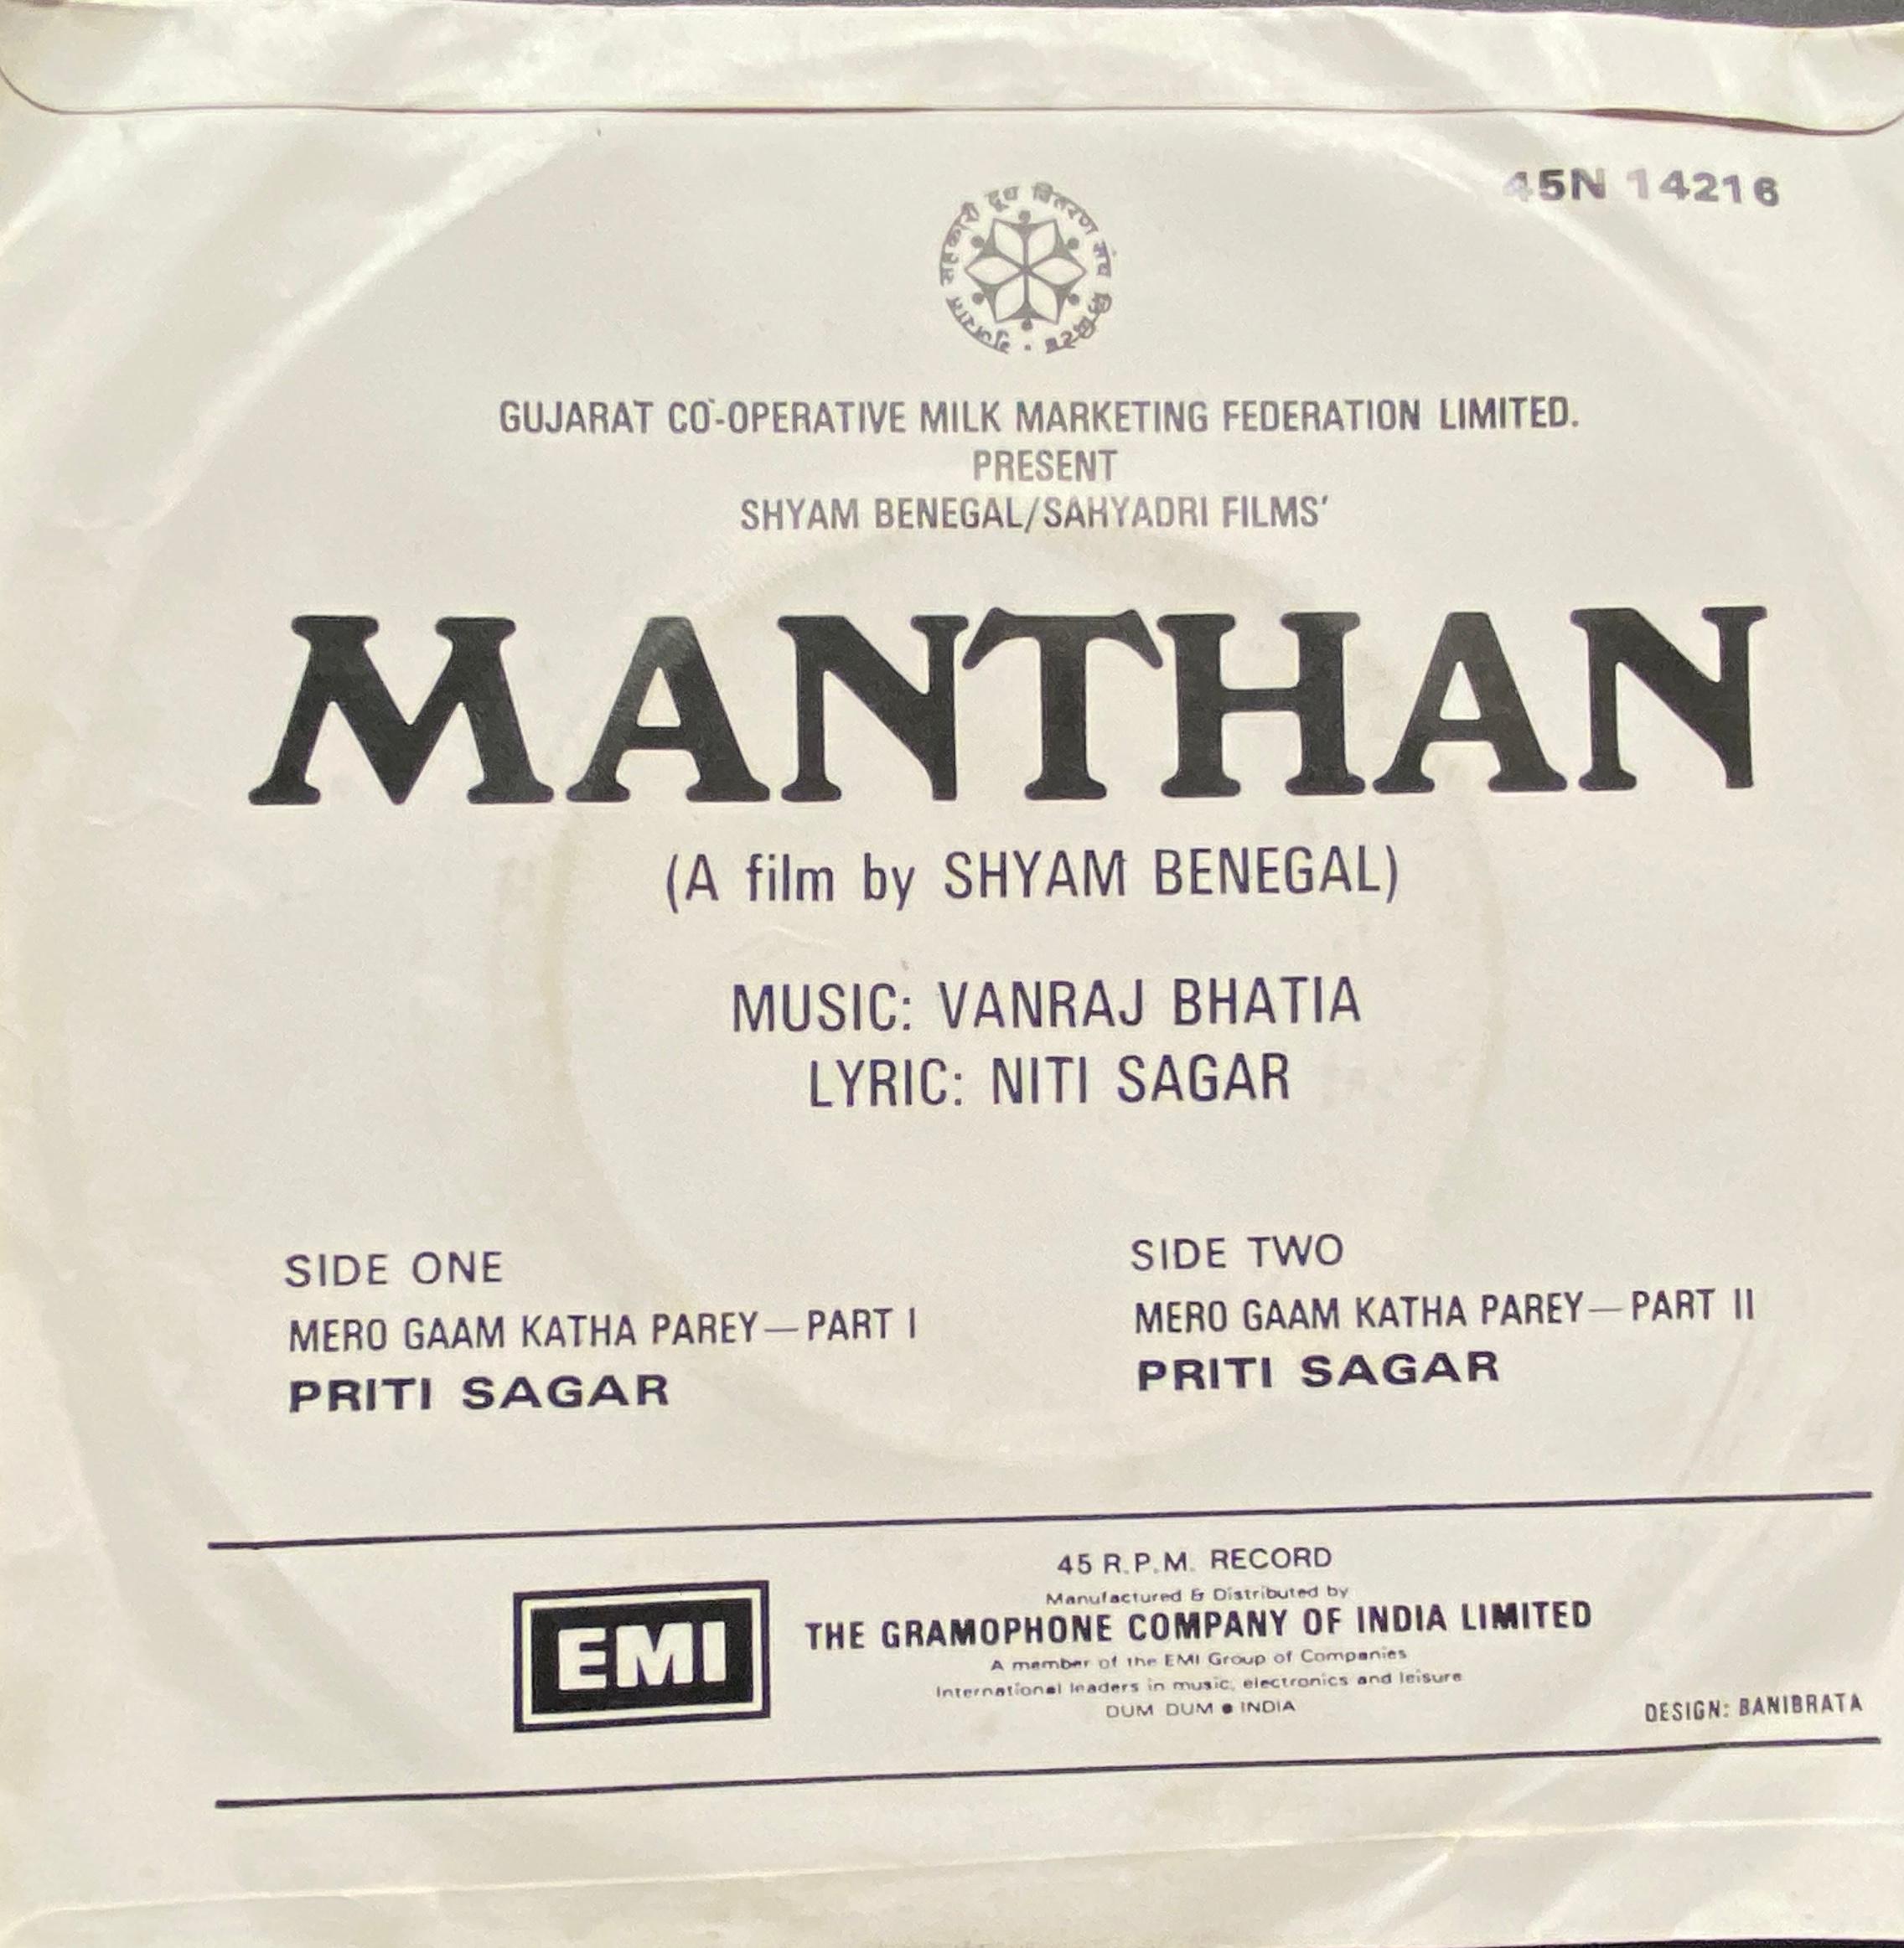 45N 14216
गुजरात सहकारी दूध वितरण संघ
GUJARAT CO-OPERATIVE MILK MARKETING FEDERATION LIMITED.
PRESENT
SHYAM BENEGAL/SAHYADRI FILMS'
MANTHAN
(A film by SHYAM BENEGAL)
MUSIC: VANRAJ BHATIA
LYRIC: NITI SAGAR
SIDE ONE
MERO GAAM KATHA PAREY—PART I
PRITI SAGAR
SIDE TWO
MERO GAAM KATHA PAREY—PART II
PRITI SAGAR
EMI
45 R.P.M. RECORD
Manufactured & Distributed by
THE GRAMOPHONE COMPANY OF INDIA LIMITED
A member of the EMI Group of Companies
International leaders in music, electronics and leisure
DUM DUM ● INDIA
DESIGN: BANIBRATA